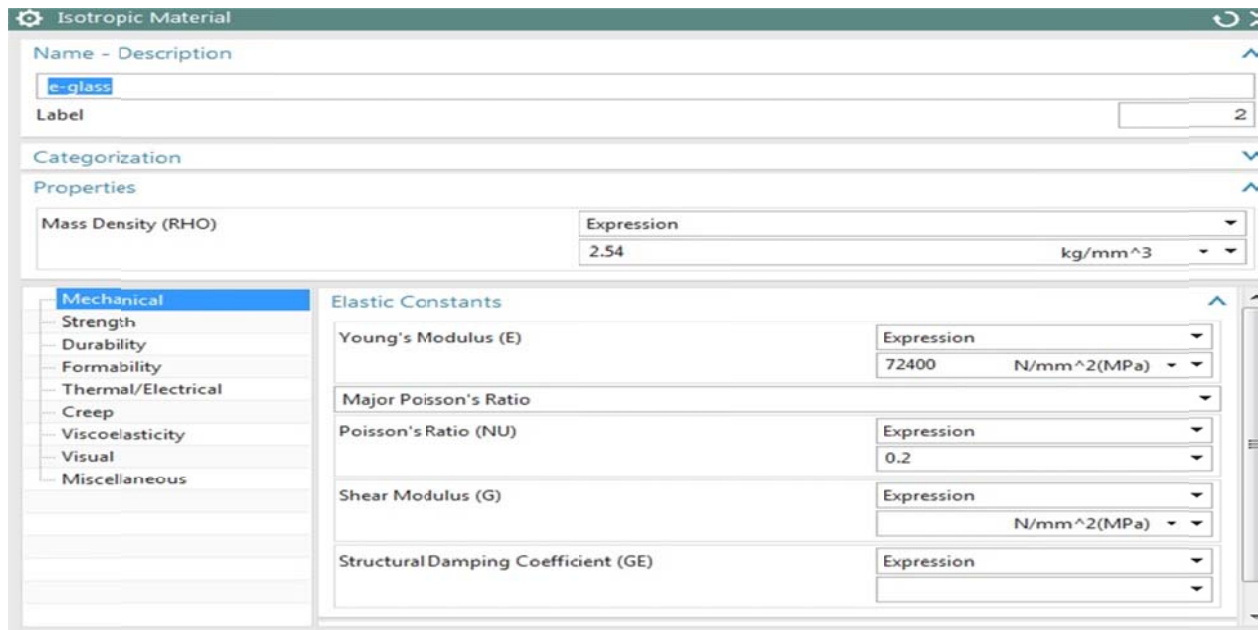 Isotropic Material
Name - Description
e-glass
Label 2
Categorization
Properties
Mass Density (RHO) Expression
2.54 kg/mm^3
Mechanical
Strength
Durability
Formability
Thermal/Electrical
Creep
Viscoelasticity
Visual
Miscellaneous
Elastic Constants
Young's Modulus (E) Expression
72400 N/mm^2(MPa)
Major Poisson's Ratio
Poisson's Ratio (NU) Expression
0.2
Shear Modulus (G) Expression
N/mm^2(MPa)
Structural Damping Coefficient (GE) Expression